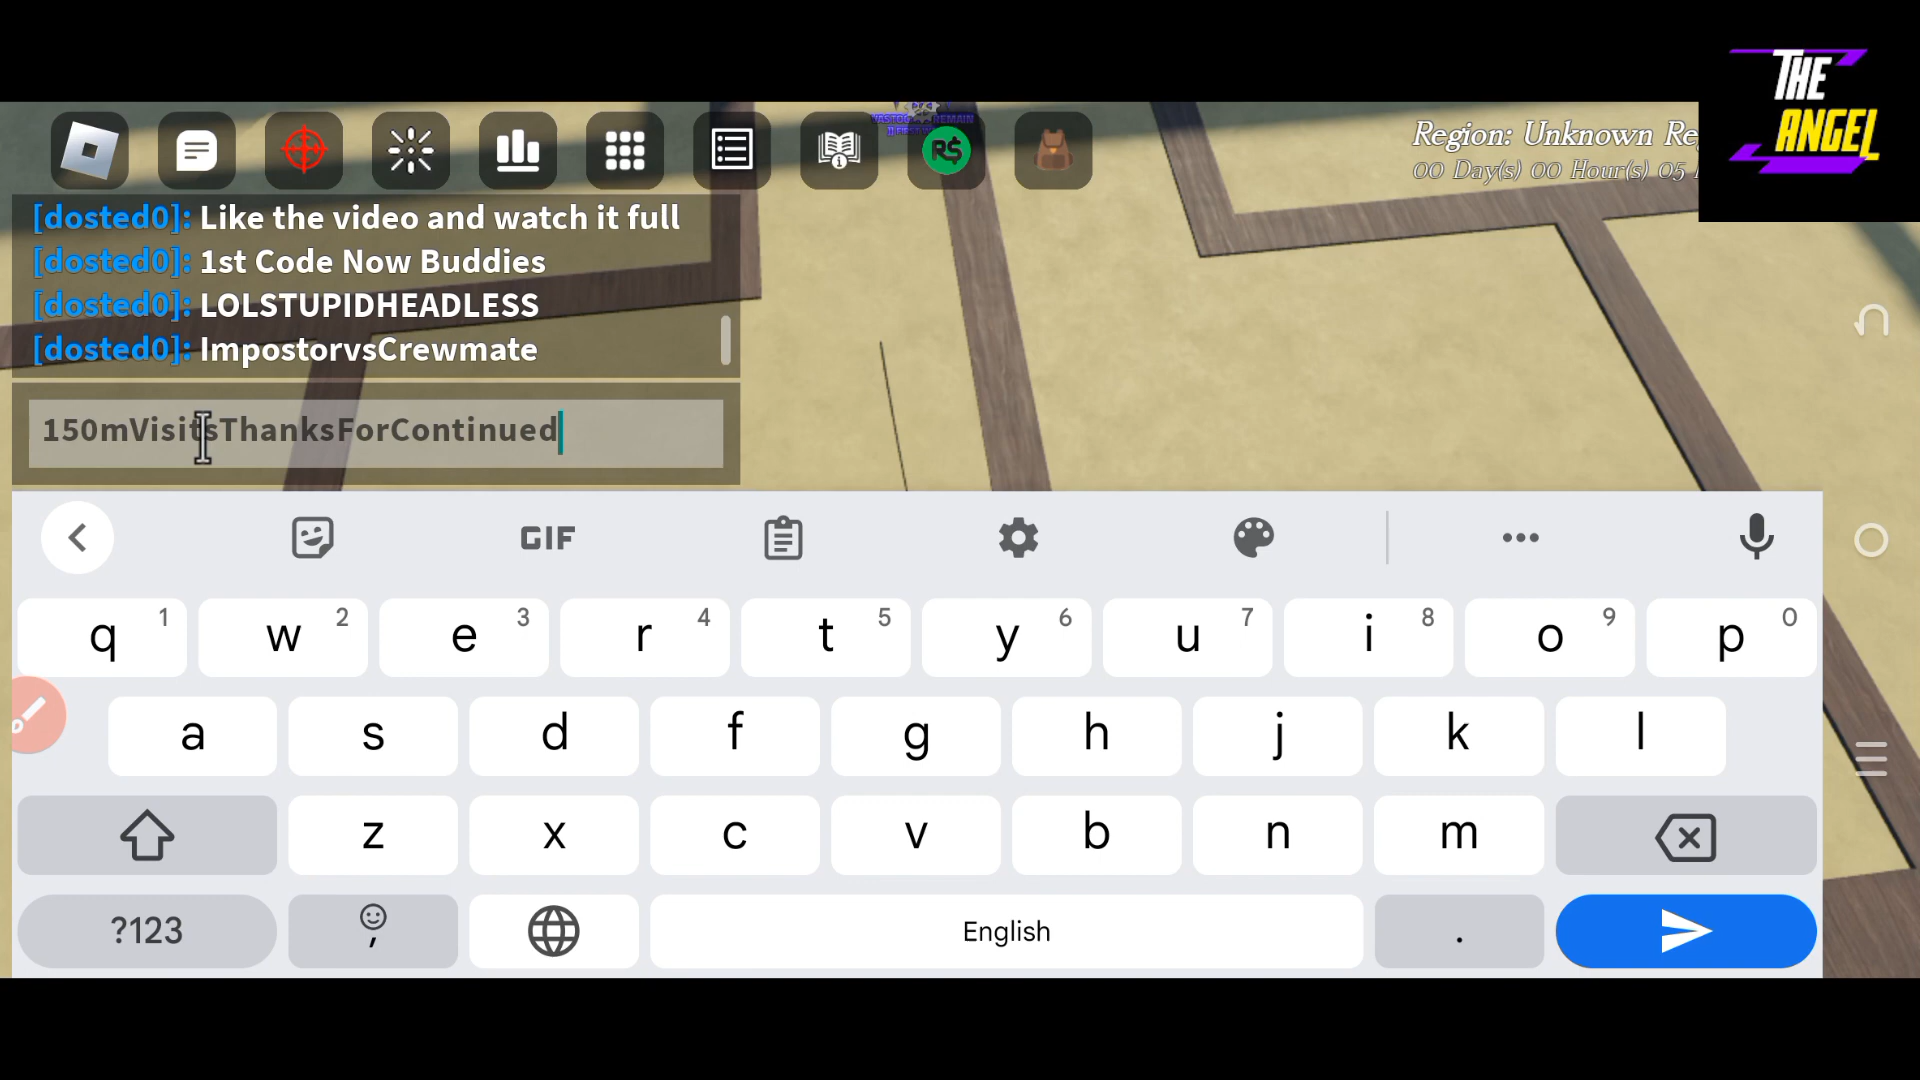 THE
ANGEL
Region: Unknown Re
00 Day(s) 00 Hour(s) 05
[dosted0]: Like the video and watch it full
[dosted0]: 1st Code Now Buddies
[dosted0]: LOLSTUPIDHEADLESS
[dosted0]: ImpostorvsCrewmate
150mVisitsThanksForContinued
R$
GIF
q 1 w 2 e 3 r 4 t 5 y 6 u 7 i 8 o 9 p 0
a s d f g h j k l
z x c v b n m
?123 , English .